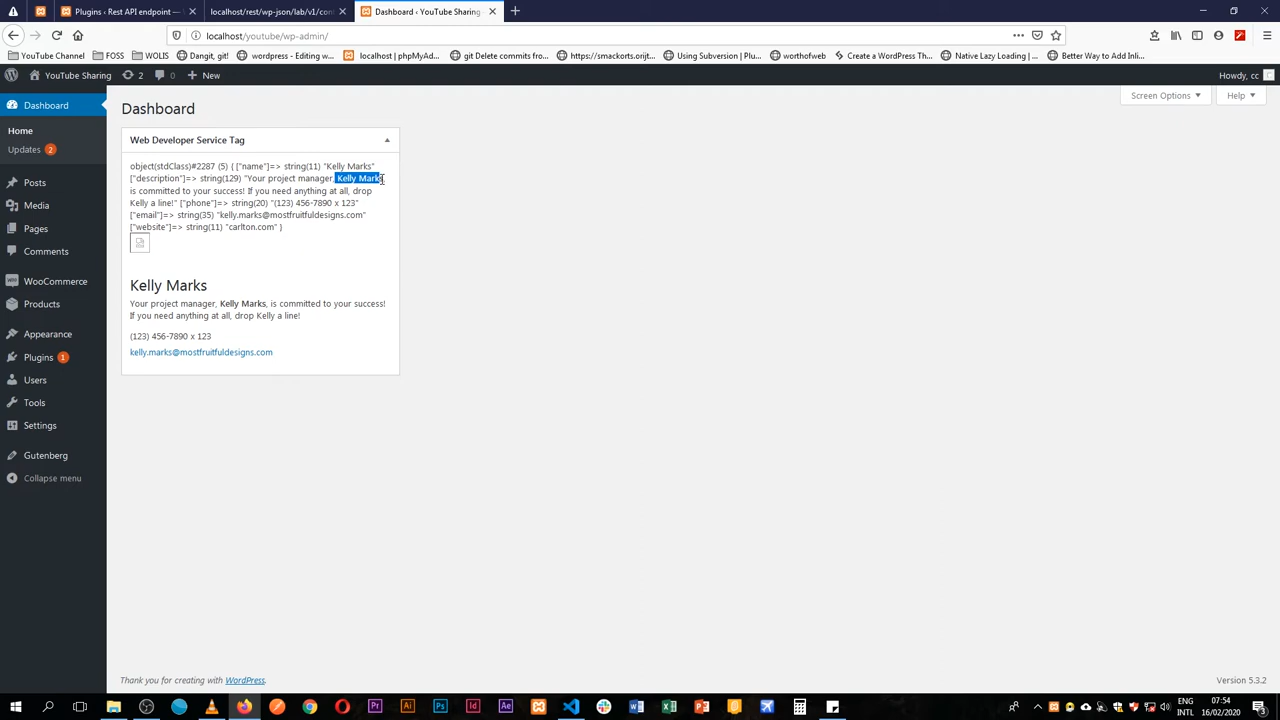 Plugins ‹ Rest API endpoint —
localhost/rest/wp-json/lab/v1/con
Dashboard ‹ YouTube Sharing
localhost/youtube/wp-admin/
YouTube Channel
FOSS
WOLIS
Dangit, git!
wordpress - Editing w...
localhost | phpMyAd...
git Delete commits fro...
https://smackorts.orijt...
Using Subversion | Plu...
worthofweb
Create a WordPress Th...
Native Lazy Loading |...
Better Way to Add Inli...
YouTube Sharing
2
0
New
Howdy, cc
Dashboard
Home
Updates 2
Posts
Media
Pages
Comments
WooCommerce
Products
Appearance
Plugins 1
Users
Tools
Settings
Gutenberg
Collapse menu
Dashboard
Screen Options
Help
Web Developer Service Tag
object(stdClass)#2287 (5) { ["name"]=> string(11) "Kelly Marks"
["description"]=> string(129) "Your project manager, Kelly Marks,
is committed to your success! If you need anything at all, drop
Kelly a line!" ["phone"]=> string(20) "(123) 456-7890 x 123"
["email"]=> string(35) "kelly.marks@mostfruitfuldesigns.com"
["website"]=> string(11) "carlton.com" }
Kelly Marks
Your project manager, Kelly Marks, is committed to your success!
If you need anything at all, drop Kelly a line!
(123) 456-7890 x 123
kelly.marks@mostfruitfuldesigns.com
Thank you for creating with WordPress.
Version 5.3.2
Pr
Ai
Ps
Id
Ae
ENG
INTL
07:54
16/02/2020